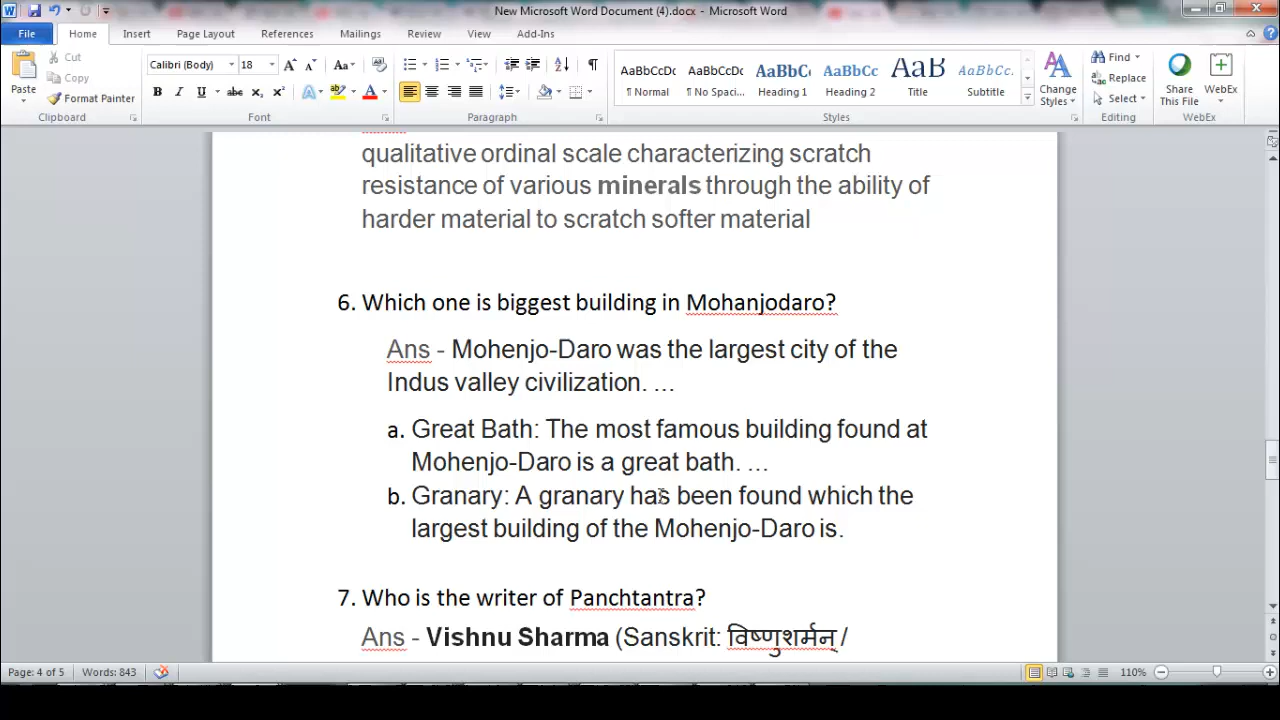 New Microsoft Word Document (4).docx - Microsoft Word
File Home Insert Page Layout References Mailings Review View Add-Ins
Paste
Cut
Copy
Format Painter
Clipboard
Calibri (Body) 18
Font
Paragraph
AaBbCcDc AaBbCcDc AaBbC AaBbCc AaB AaBbCc.
¶ Normal ¶ No Spaci... Heading 1 Heading 2 Title Subtitle
Change Styles
Styles
Find
Replace
Select
Editing
Share This File
WebEx
WebEx
qualitative ordinal scale characterizing scratch
resistance of various minerals through the ability of
harder material to scratch softer material
6. Which one is biggest building in Mohanjodaro?
Ans - Mohenjo-Daro was the largest city of the
Indus valley civilization. ...
a. Great Bath: The most famous building found at
Mohenjo-Daro is a great bath. ...
b. Granary: A granary has been found which the
largest building of the Mohenjo-Daro is.
7. Who is the writer of Panchtantra?
Ans - Vishnu Sharma (Sanskrit: विष्णुशर्मन् /
Page: 4 of 5 Words: 843 110%